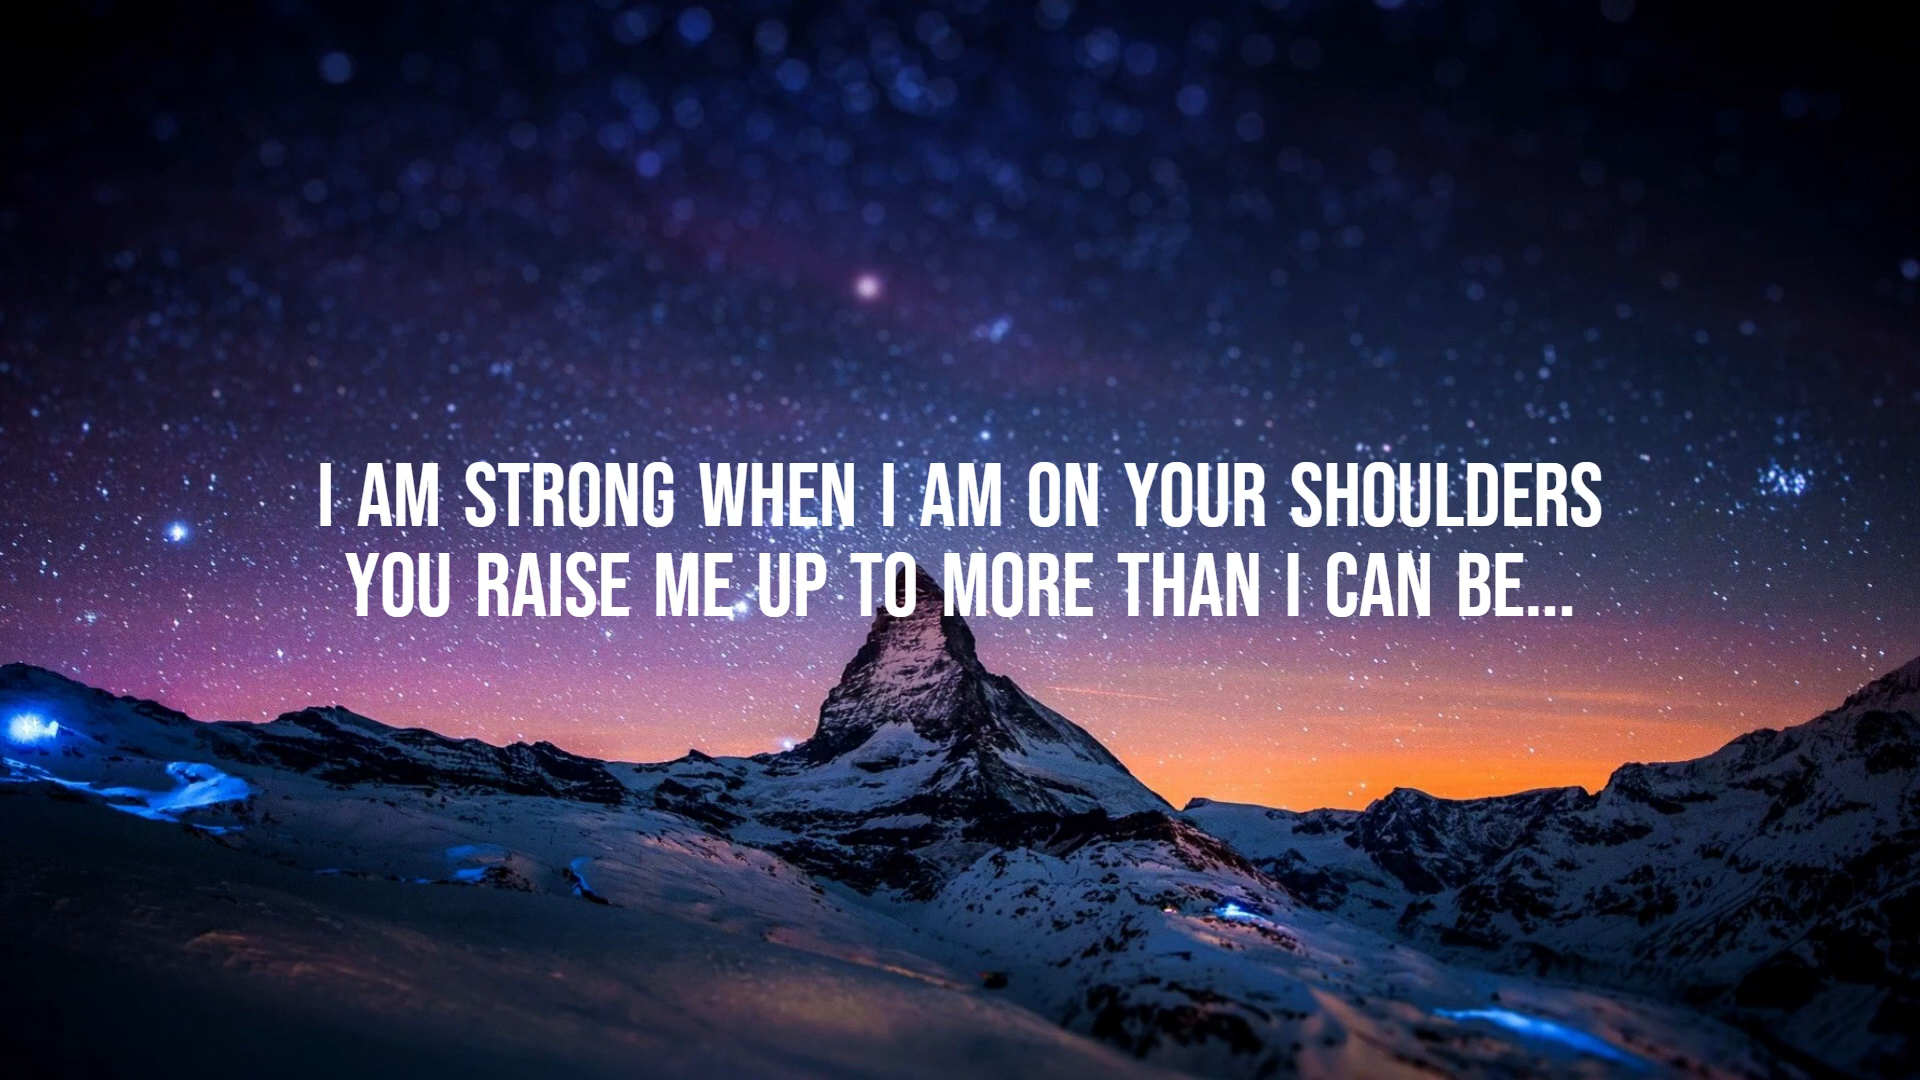 I AM STRONG WHEN I AM ON YOUR SHOULDERS
YOU RAISE ME UP TO MORE THAN I CAN BE...